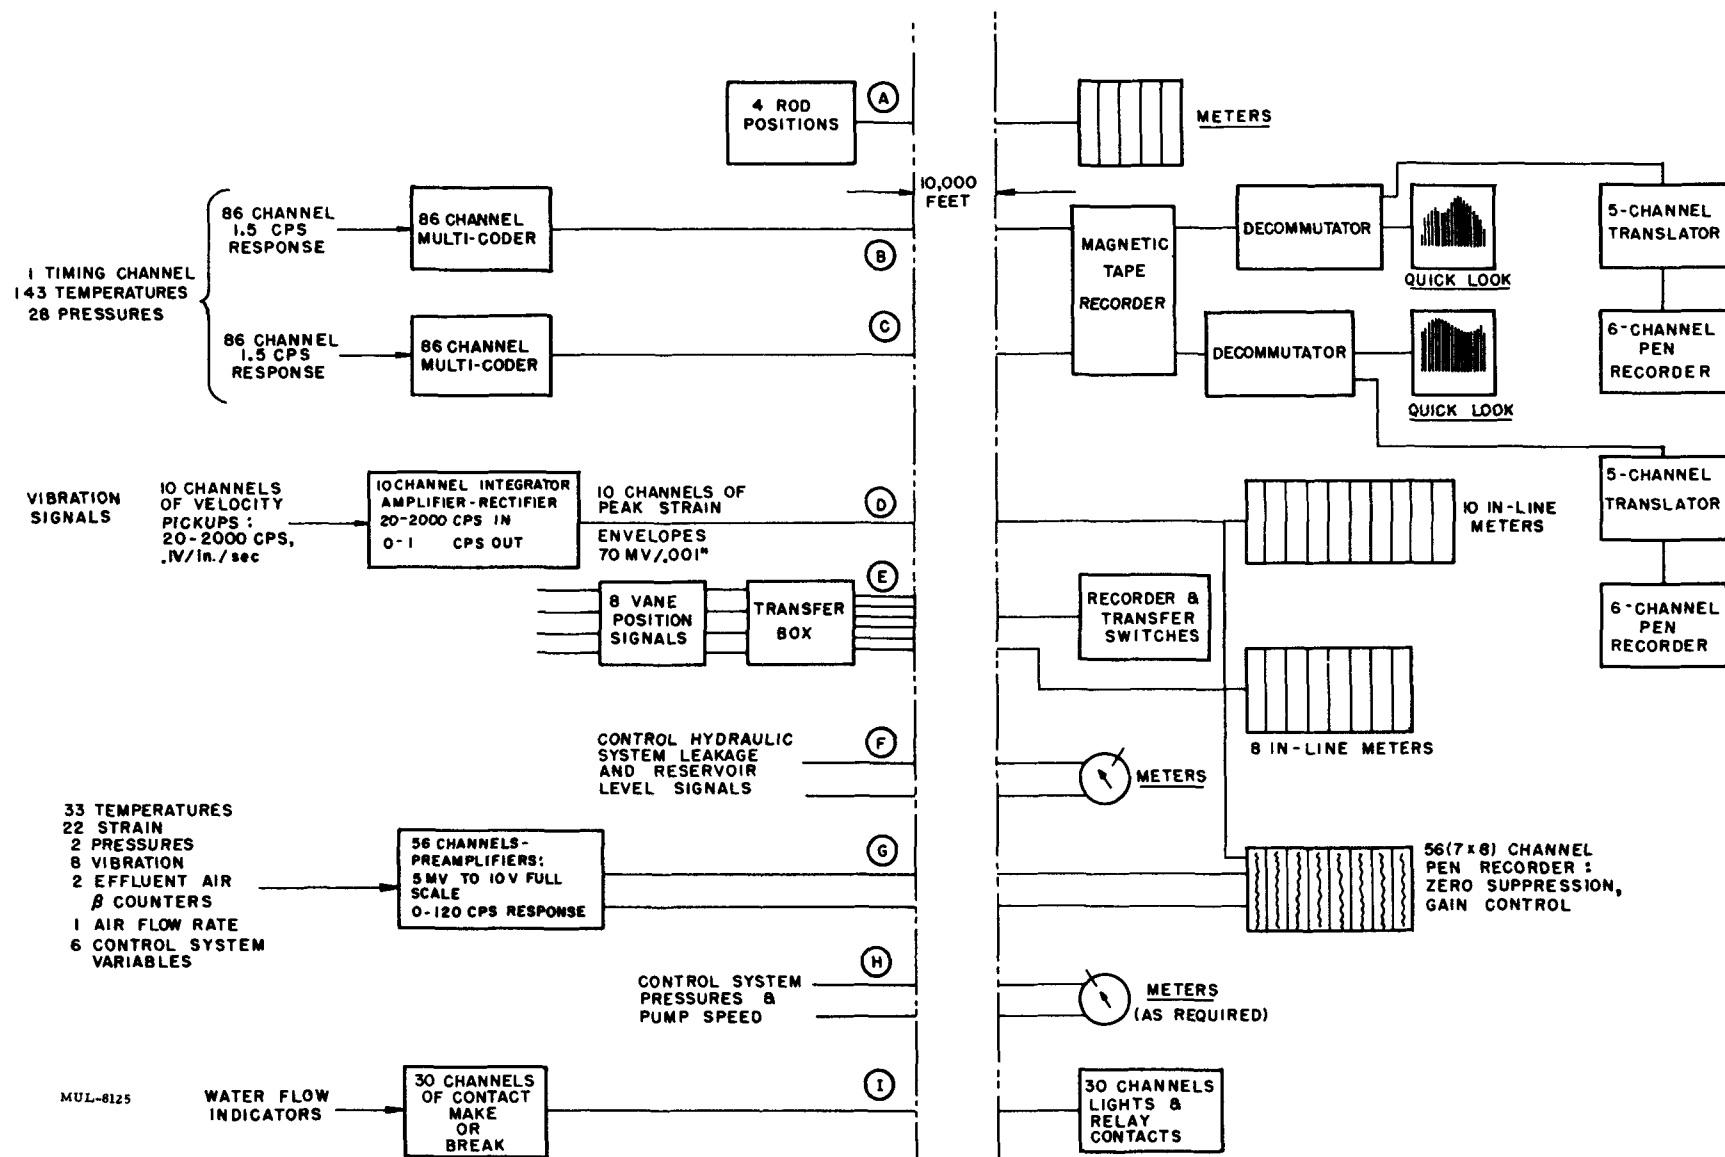 4 ROD
POSITIONS
A
METERS
10,000
FEET
1 TIMING CHANNEL
143 TEMPERATURES
28 PRESSURES
86 CHANNEL
1.5 CPS
RESPONSE
86 CHANNEL
MULTI-CODER
B
MAGNETIC
TAPE
RECORDER
DECOMMUTATOR
QUICK LOOK
5-CHANNEL
TRANSLATOR
6-CHANNEL
PEN
RECORDER
86 CHANNEL
1.5 CPS
RESPONSE
86 CHANNEL
MULTI-CODER
C
DECOMMUTATOR
QUICK LOOK
5-CHANNEL
TRANSLATOR
6-CHANNEL
PEN
RECORDER
VIBRATION
SIGNALS
10 CHANNELS
OF VELOCITY
PICKUPS:
20-2000 CPS,
.1V/in./sec
10 CHANNEL INTEGRATOR
AMPLIFIER-RECTIFIER
20-2000 CPS IN
0-1 CPS OUT
10 CHANNELS OF
PEAK STRAIN
ENVELOPES
70 MV/.001"
D
10 IN-LINE
METERS
8 VANE
POSITION
SIGNALS
TRANSFER
BOX
E
RECORDER &
TRANSFER
SWITCHES
8 IN-LINE METERS
CONTROL HYDRAULIC
SYSTEM LEAKAGE
AND RESERVOIR
LEVEL SIGNALS
F
METERS
33 TEMPERATURES
22 STRAIN
2 PRESSURES
8 VIBRATION
2 EFFLUENT AIR
β COUNTERS
1 AIR FLOW RATE
6 CONTROL SYSTEM
VARIABLES
56 CHANNELS-
PREAMPLIFIERS:
5 MV TO 10 V FULL
SCALE
0-120 CPS RESPONSE
G
56(7x8) CHANNEL
PEN RECORDER:
ZERO SUPPRESSION,
GAIN CONTROL
CONTROL SYSTEM
PRESSURES &
PUMP SPEED
H
METERS
(AS REQUIRED)
MUL-8125
WATER FLOW
INDICATORS
30 CHANNELS
OF CONTACT
MAKE
OR
BREAK
I
30 CHANNELS
LIGHTS &
RELAY
CONTACTS